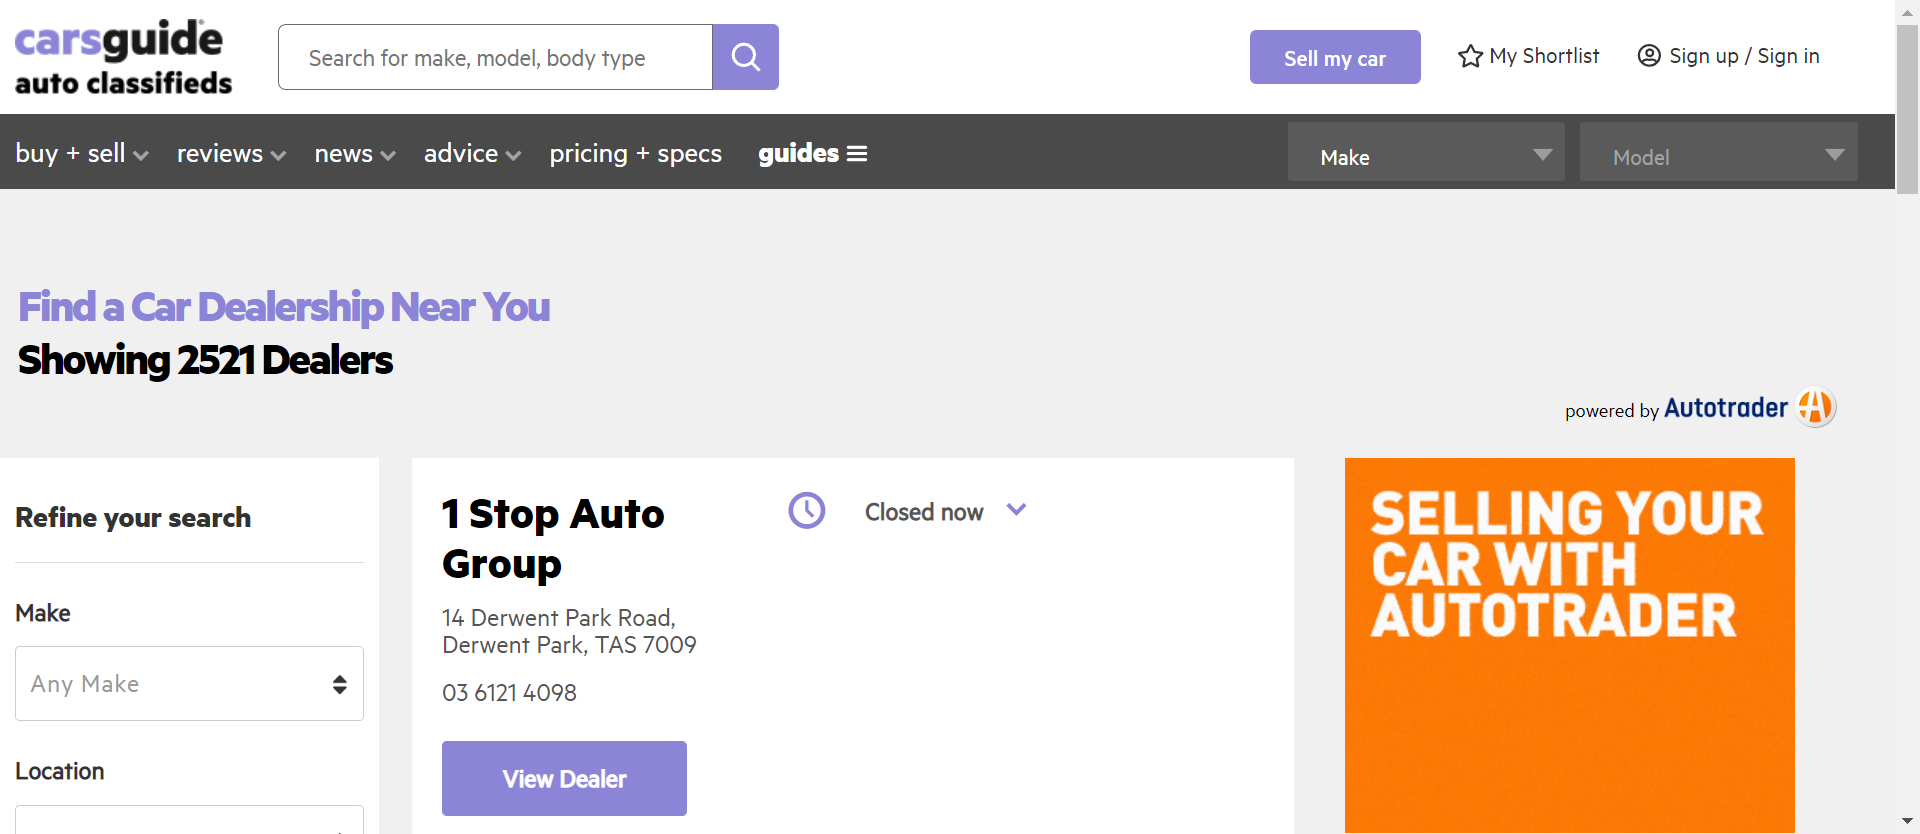 carsguide
auto classifieds
Search for make, model, body type
Sell my car
My Shortlist
Sign up / Sign in
buy + sell
reviews
news
advice
pricing + specs
guides
Make
Model
Find a Car Dealership Near You
Showing 2521 Dealers
powered by Autotrader
Refine your search
Make
Any Make
Location
1 Stop Auto
Group
14 Derwent Park Road,
Derwent Park, TAS 7009
03 6121 4098
View Dealer
Closed now
SELLING YOUR
CAR WITH
AUTOTRADER